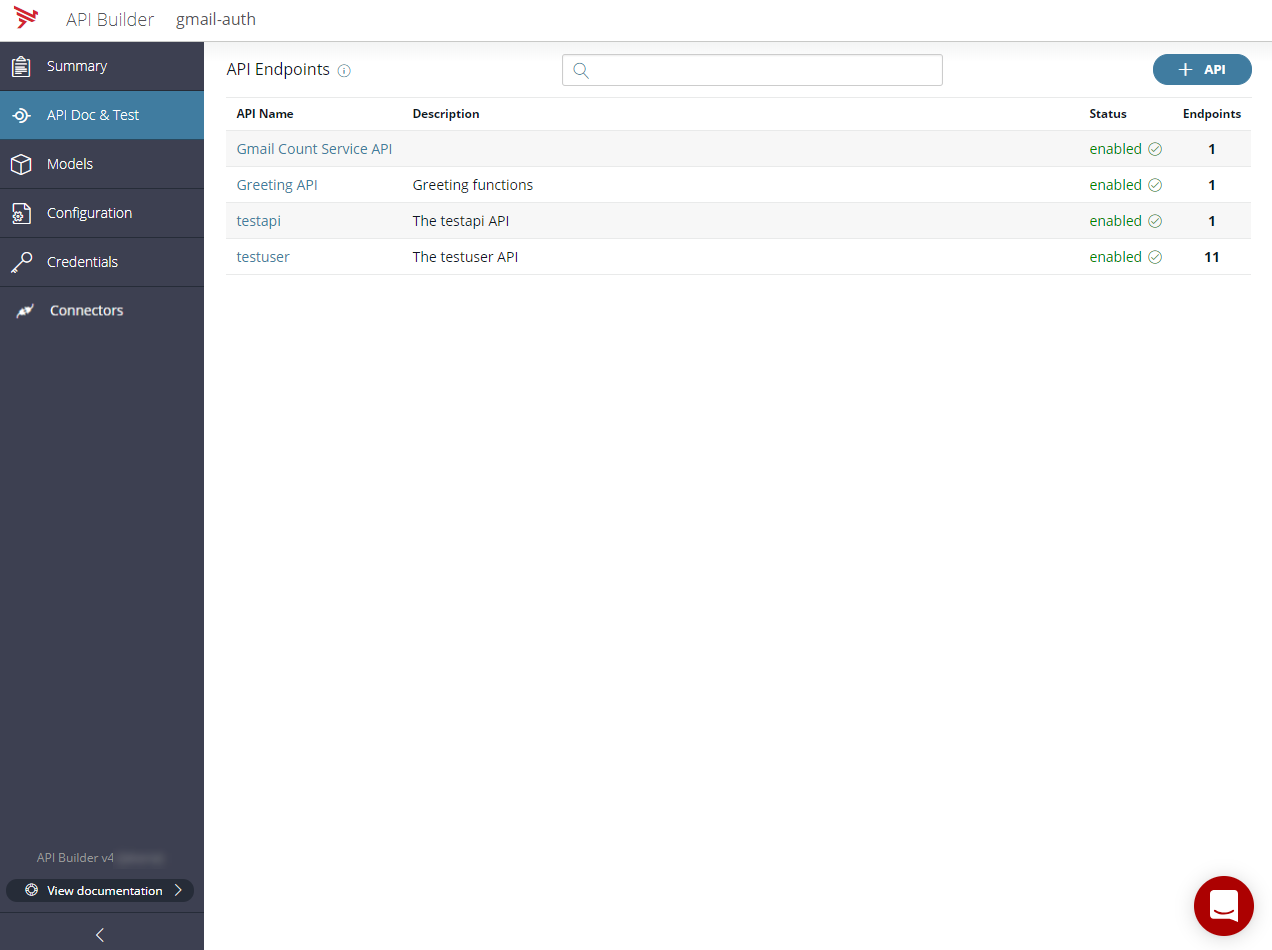 API Builder gmail-auth
Summary
API Doc & Test
Models
Configuration
Credentials
Connectors
API Builder v4
View documentation
API Endpoints
API
API Name Description Status Endpoints
Gmail Count Service API enabled 1
Greeting API Greeting functions enabled 1
testapi The testapi API enabled 1
testuser The testuser API enabled 11